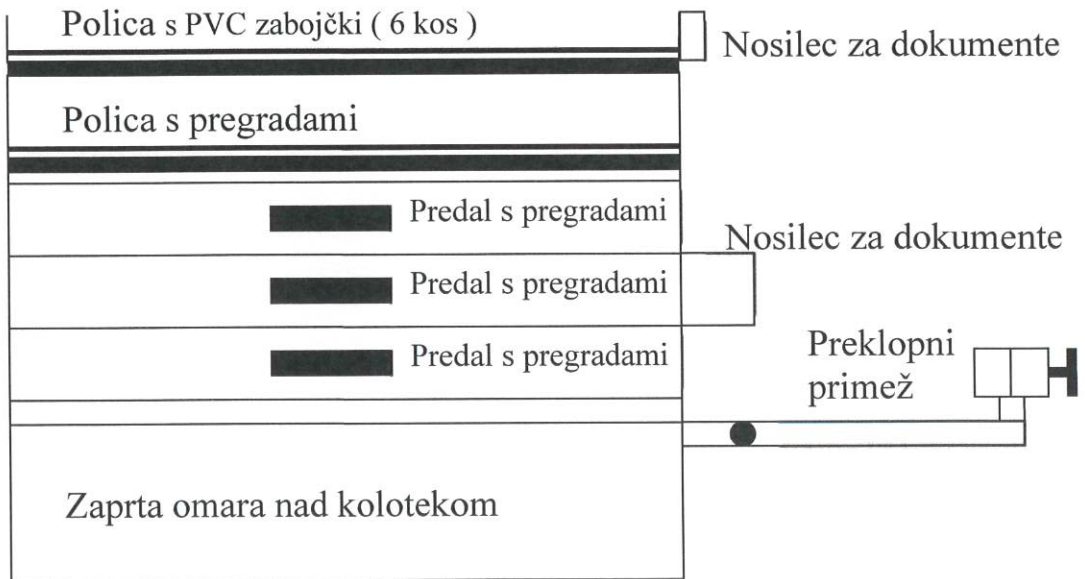 Polica s PVC zabojčki ( 6 kos )
Nosilec za dokumente
Polica s pregradami
Predal s pregradami
Nosilec za dokumente
Predal s pregradami
Predal s pregradami
Preklopni
primež
Zaprta omara nad kolotekom